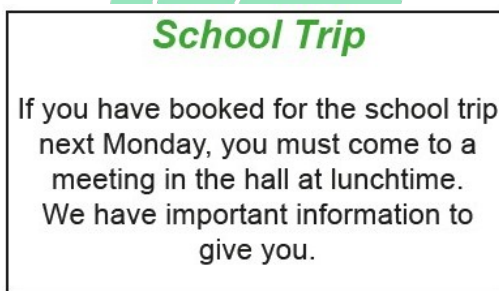 School Trip
If you have booked for the school trip
next Monday, you must come to a
meeting in the hall at lunchtime.
We have important information to
give you.